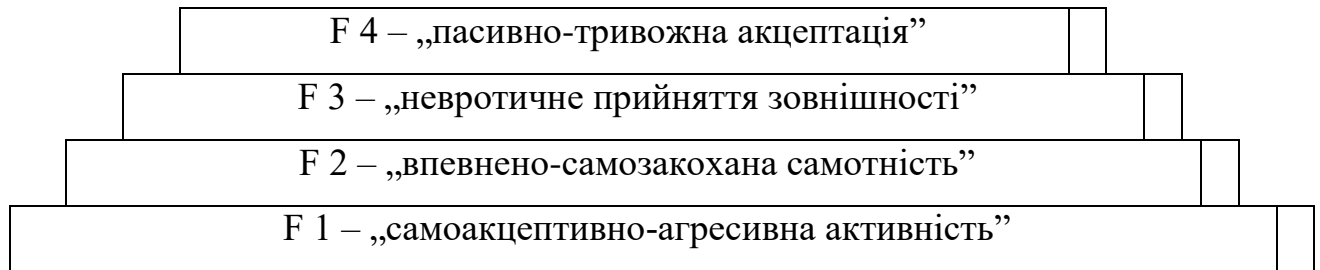 F 4 – „пасивно-тривожна акцептація”
F 3 – „невротичне прийняття зовнішності”
F 2 – „впевнено-самозакохана самотність”
F 1 – „самоакцептивно-агресивна активність”